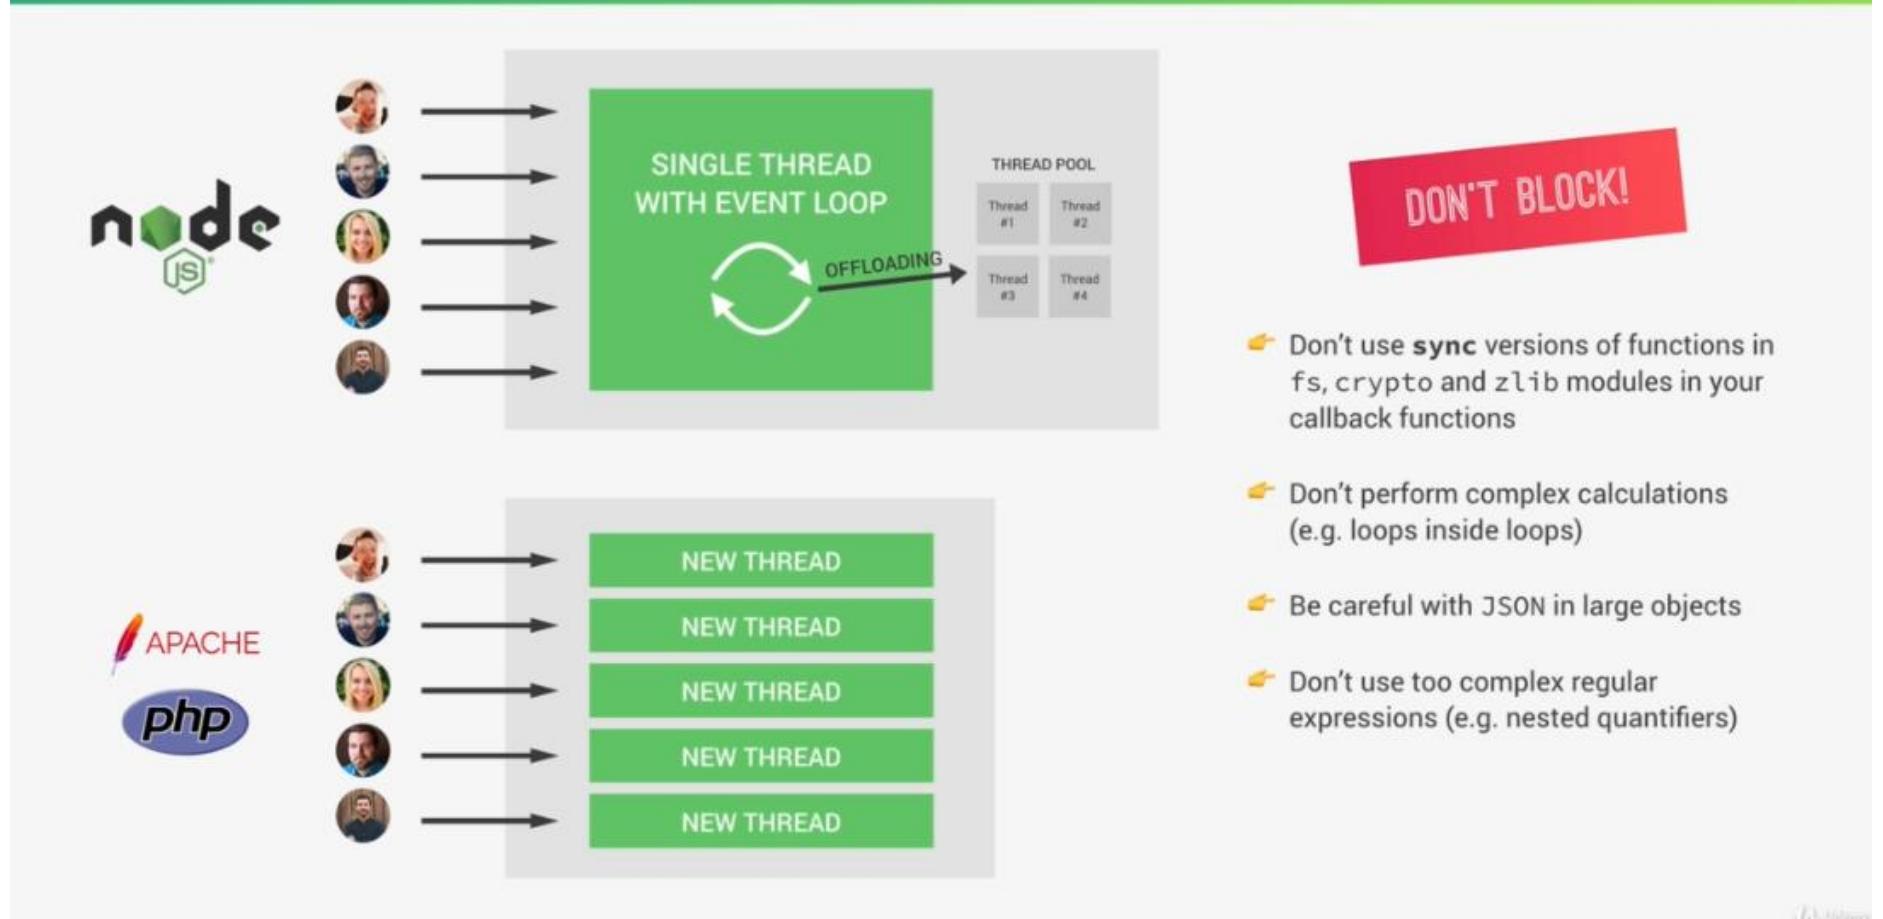 node
JS
SINGLE THREAD
WITH EVENT LOOP
OFFLOADING
THREAD POOL
Thread
#1
Thread
#2
Thread
#3
Thread
#4
APACHE
php
NEW THREAD
NEW THREAD
NEW THREAD
NEW THREAD
NEW THREAD
DON'T BLOCK!
Don't use sync versions of functions in
fs, crypto and zlib modules in your
callback functions
Don't perform complex calculations
(e.g. loops inside loops)
Be careful with JSON in large objects
Don't use too complex regular
expressions (e.g. nested quantifiers)